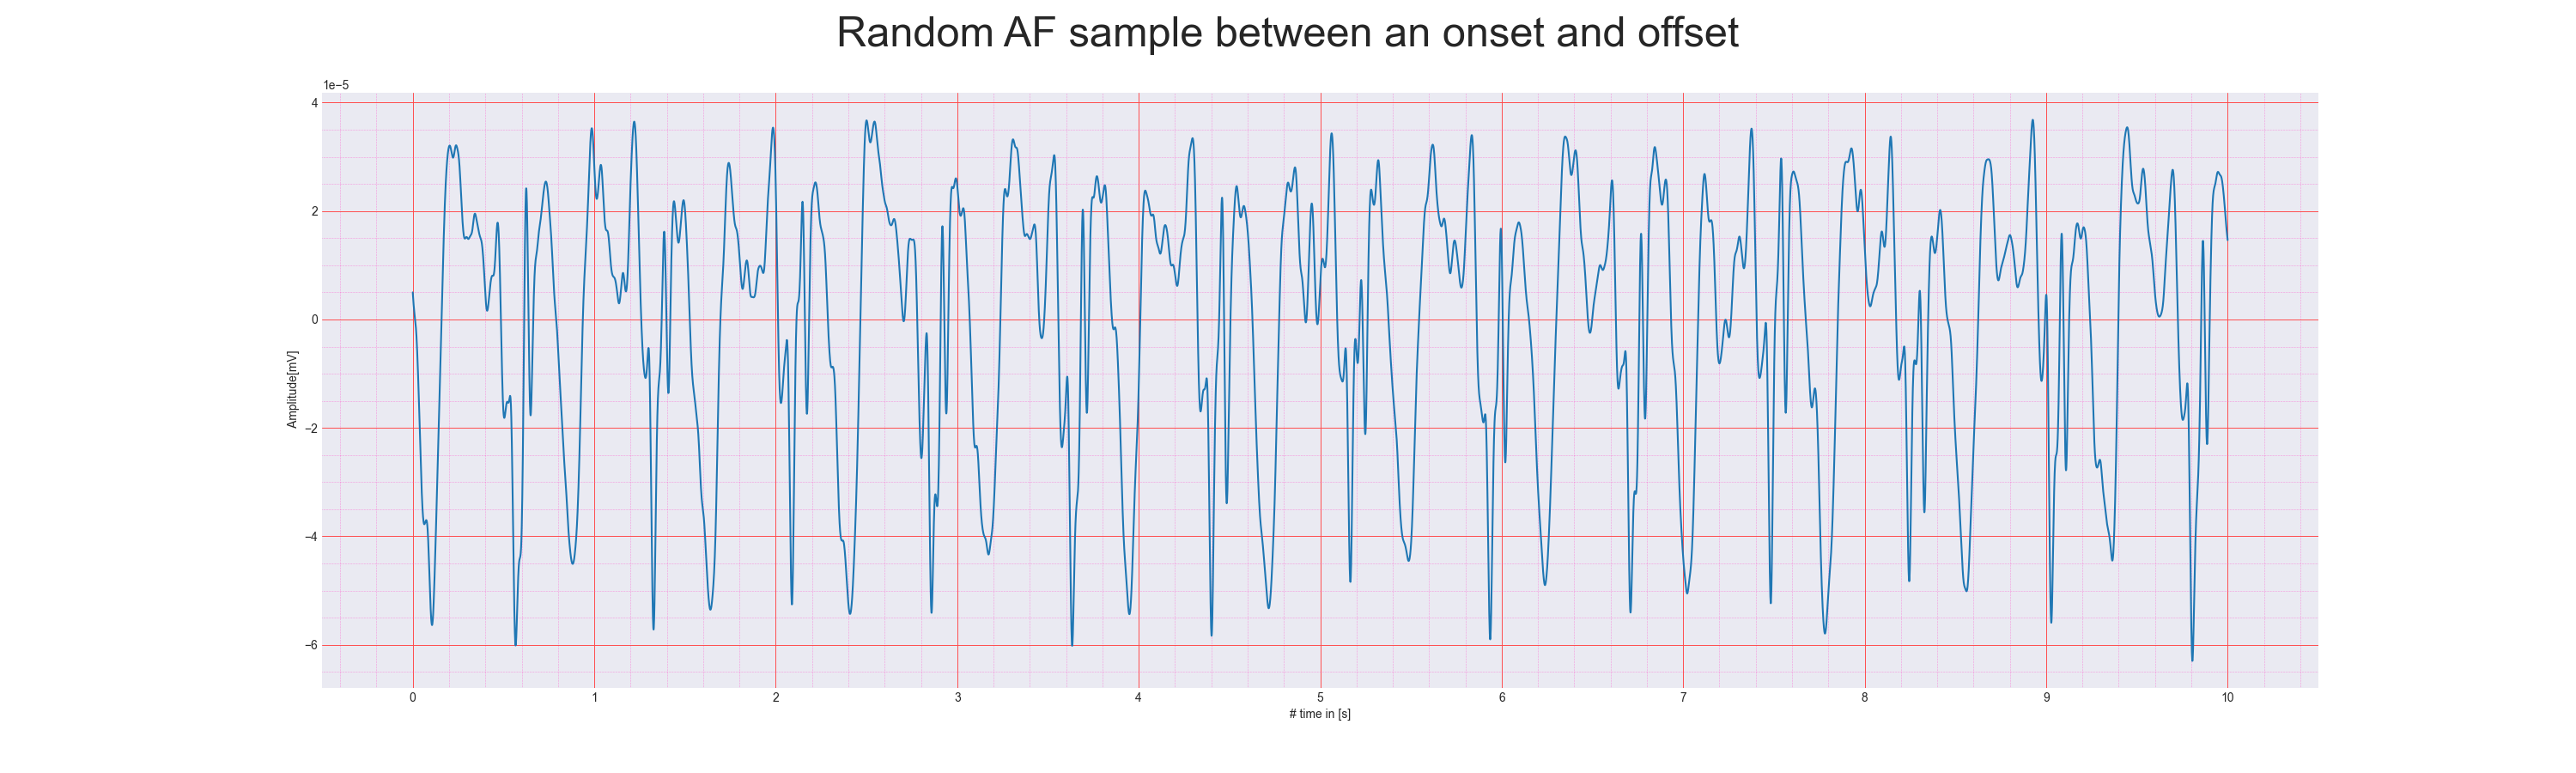 Random AF sample between an onset and offset
1e−5
4
2
0
−2
−4
−6
Amplitude[mV]
0 1 2 3 4 5 6 7 8 9 10
# time in [s]